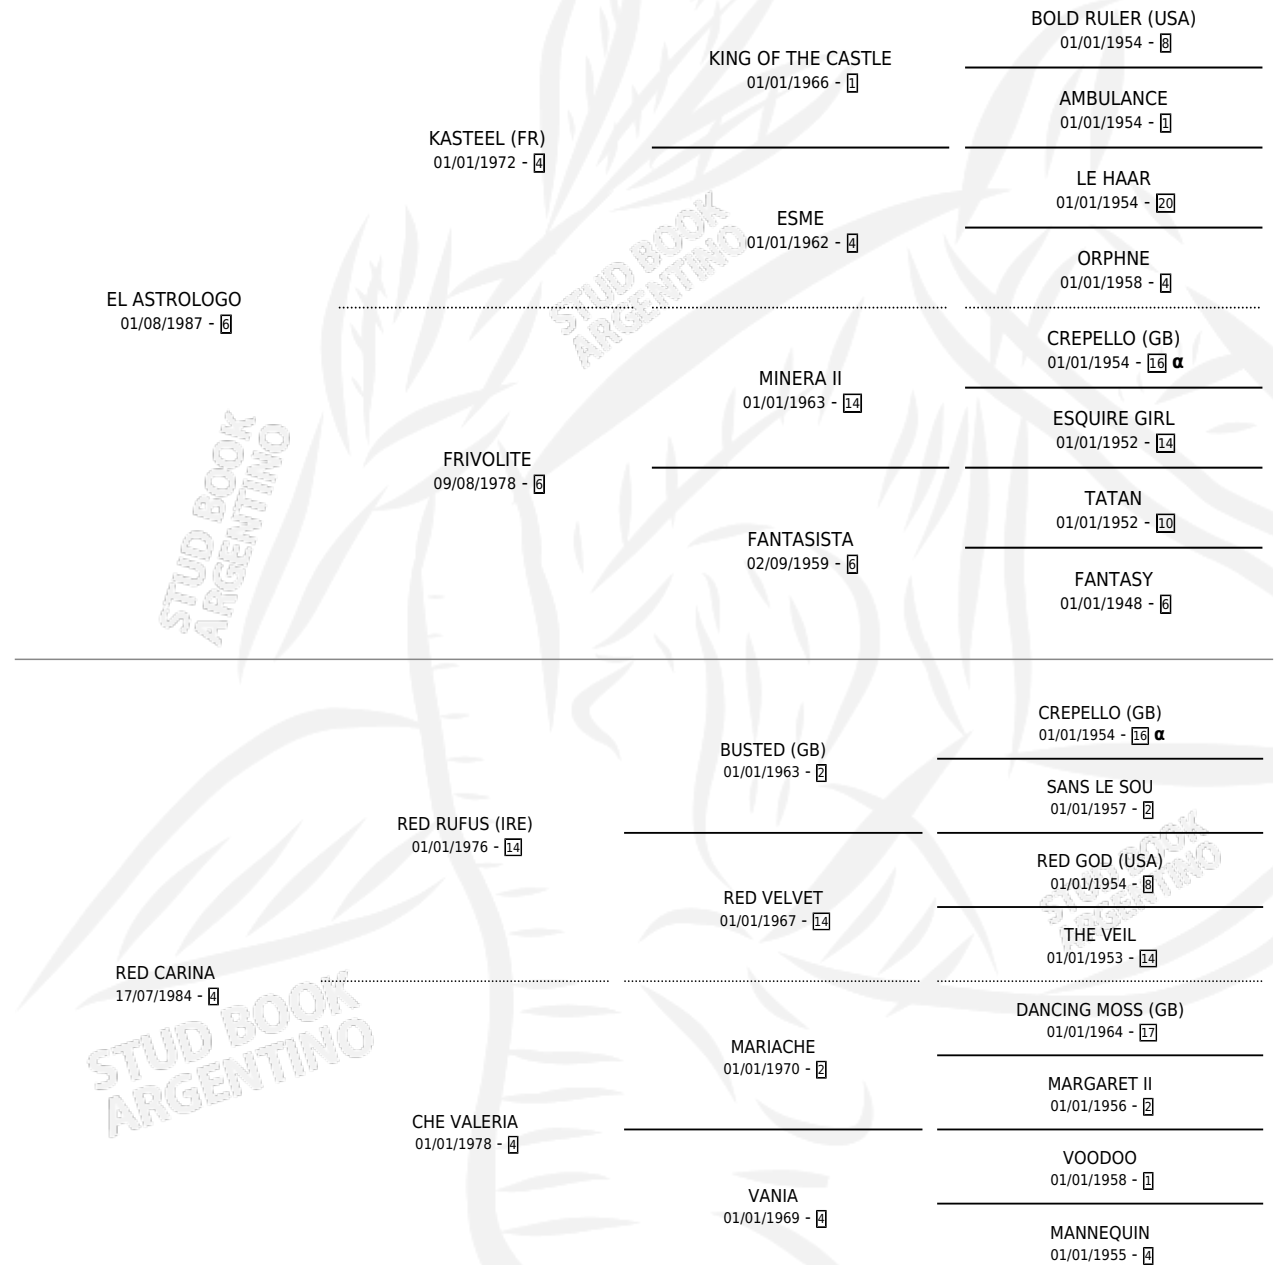 BOLD RULER (USA)
01/01/1954 - 8
KING OF THE CASTLE
01/01/1966 - 1
AMBULANCE
01/01/1954 - 1
KASTEEL (FR)
01/01/1972 - 4
LE HAAR
01/01/1954 - 20
ESME
01/01/1962 - 4
ORPHNE
01/01/1958 - 4
EL ASTROLOGO
01/08/1987 - 6
CREPELLO (GB)
01/01/1954 - 16 α
MINERA II
01/01/1963 - 14
ESQUIRE GIRL
01/01/1952 - 14
FRIVOLITE
09/08/1978 - 6
TATAN
01/01/1952 - 10
FANTASISTA
02/09/1959 - 6
FANTASY
01/01/1948 - 6
CREPELLO (GB)
01/01/1954 - 16 α
BUSTED (GB)
01/01/1963 - 2
SANS LE SOU
01/01/1957 - 2
RED RUFUS (IRE)
01/01/1976 - 14
RED GOD (USA)
01/01/1954 - 8
RED VELVET
01/01/1967 - 14
THE VEIL
01/01/1953 - 14
RED CARINA
17/07/1984 - 4
DANCING MOSS (GB)
01/01/1964 - 17
MARIACHE
01/01/1970 - 2
MARGARET II
01/01/1956 - 2
CHE VALERIA
01/01/1978 - 4
VOODOO
01/01/1958 - 1
VANIA
01/01/1969 - 4
MANNEQUIN
01/01/1955 - 4
STUD BOOK
ARGENTINO
STUD BOOK
ARGENTINO
STUD BOOK
ARGENTINO
STUD BOOK
ARGENTINO